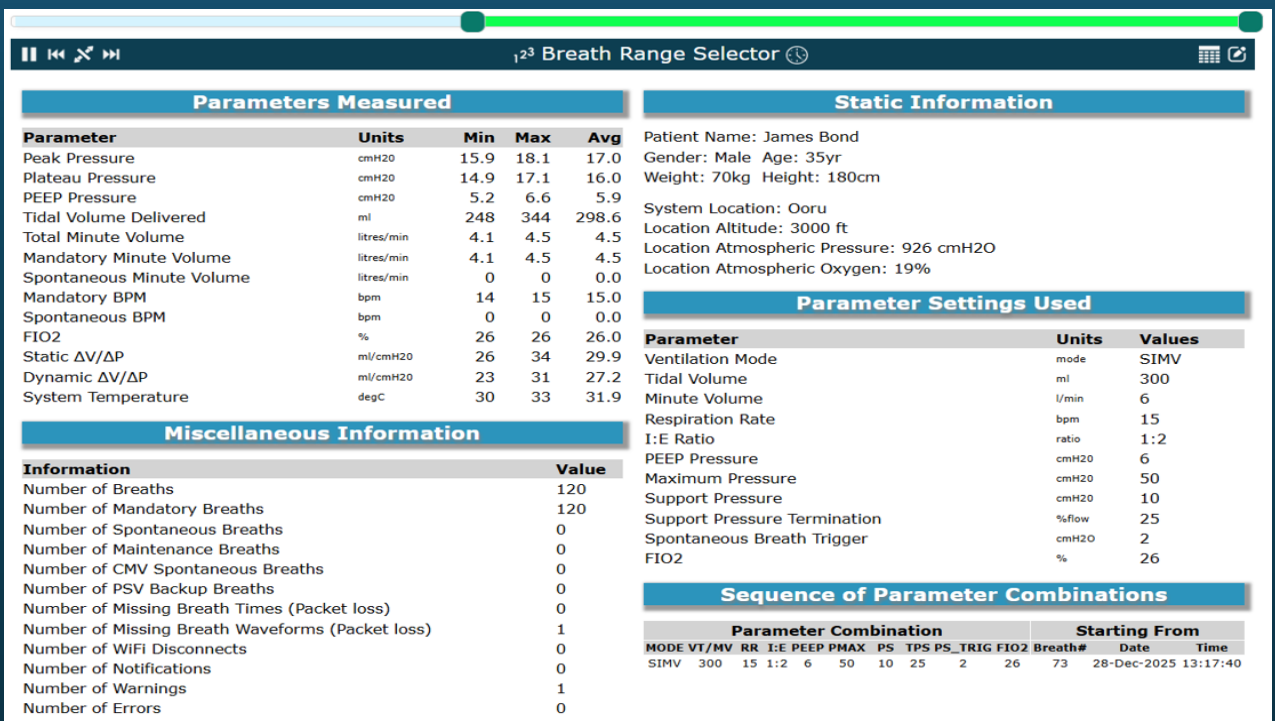 123 Breath Range Selector
Parameters Measured
Parameter Units Min Max Avg
Peak Pressure cmH20 15.9 18.1 17.0
Plateau Pressure cmH20 14.9 17.1 16.0
PEEP Pressure cmH20 5.2 6.6 5.9
Tidal Volume Delivered ml 248 344 298.6
Total Minute Volume litres/min 4.1 4.5 4.5
Mandatory Minute Volume litres/min 4.1 4.5 4.5
Spontaneous Minute Volume litres/min 0 0 0.0
Mandatory BPM bpm 14 15 15.0
Spontaneous BPM bpm 0 0 0.0
FIO2 % 26 26 26.0
Static ΔV/ΔP ml/cmH20 26 34 29.9
Dynamic ΔV/ΔP ml/cmH20 23 31 27.2
System Temperature degC 30 33 31.9
Miscellaneous Information
Information Value
Number of Breaths 120
Number of Mandatory Breaths 120
Number of Spontaneous Breaths 0
Number of Maintenance Breaths 0
Number of CMV Spontaneous Breaths 0
Number of PSV Backup Breaths 0
Number of Missing Breath Times (Packet loss) 0
Number of Missing Breath Waveforms (Packet loss) 1
Number of WiFi Disconnects 0
Number of Notifications 0
Number of Warnings 1
Number of Errors 0
Static Information
Patient Name: James Bond
Gender: Male Age: 35yr
Weight: 70kg Height: 180cm
System Location: Ooru
Location Altitude: 3000 ft
Location Atmospheric Pressure: 926 cmH2O
Location Atmospheric Oxygen: 19%
Parameter Settings Used
Parameter Units Values
Ventilation Mode mode SIMV
Tidal Volume ml 300
Minute Volume l/min 6
Respiration Rate bpm 15
I:E Ratio ratio 1:2
PEEP Pressure cmH20 6
Maximum Pressure cmH20 50
Support Pressure cmH20 10
Support Pressure Termination %flow 25
Spontaneous Breath Trigger cmH2O 2
FIO2 % 26
Sequence of Parameter Combinations
Parameter Combination Starting From
MODE VT/MV RR I:E PEEP PMAX PS TPS PS_TRIG FIO2 Breath# Date Time
SIMV 300 15 1:2 6 50 10 25 2 26 73 28-Dec-2025 13:17:40